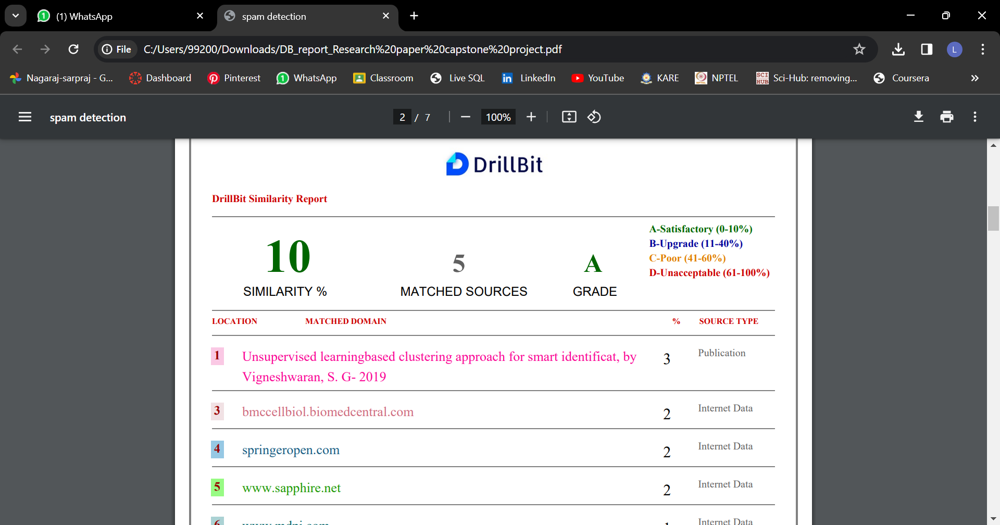 (1) WhatsApp
spam detection
File C:/Users/99200/Downloads/DB_report_Research%20paper%20capstone%20project.pdf
L
Nagaraj-sarpraj - G... Dashboard Pinterest WhatsApp Classroom Live SQL LinkedIn YouTube KARE NPTEL Sci-Hub: removing... Coursera
spam detection 2 / 7 100%
DrillBit
DrillBit Similarity Report
A-Satisfactory (0-10%)
B-Upgrade (11-40%)
C-Poor (41-60%)
D-Unacceptable (61-100%)
10 5 A
SIMILARITY % MATCHED SOURCES GRADE
LOCATION MATCHED DOMAIN % SOURCE TYPE
1 Unsupervised learningbased clustering approach for smart identificat, by 3 Publication
Vigneshwaran, S. G- 2019
3 bmccellbiol.biomedcentral.com 2 Internet Data
4 springeropen.com 2 Internet Data
5 www.sapphire.net 2 Internet Data
6 www.mdpi.com 1 Internet Data